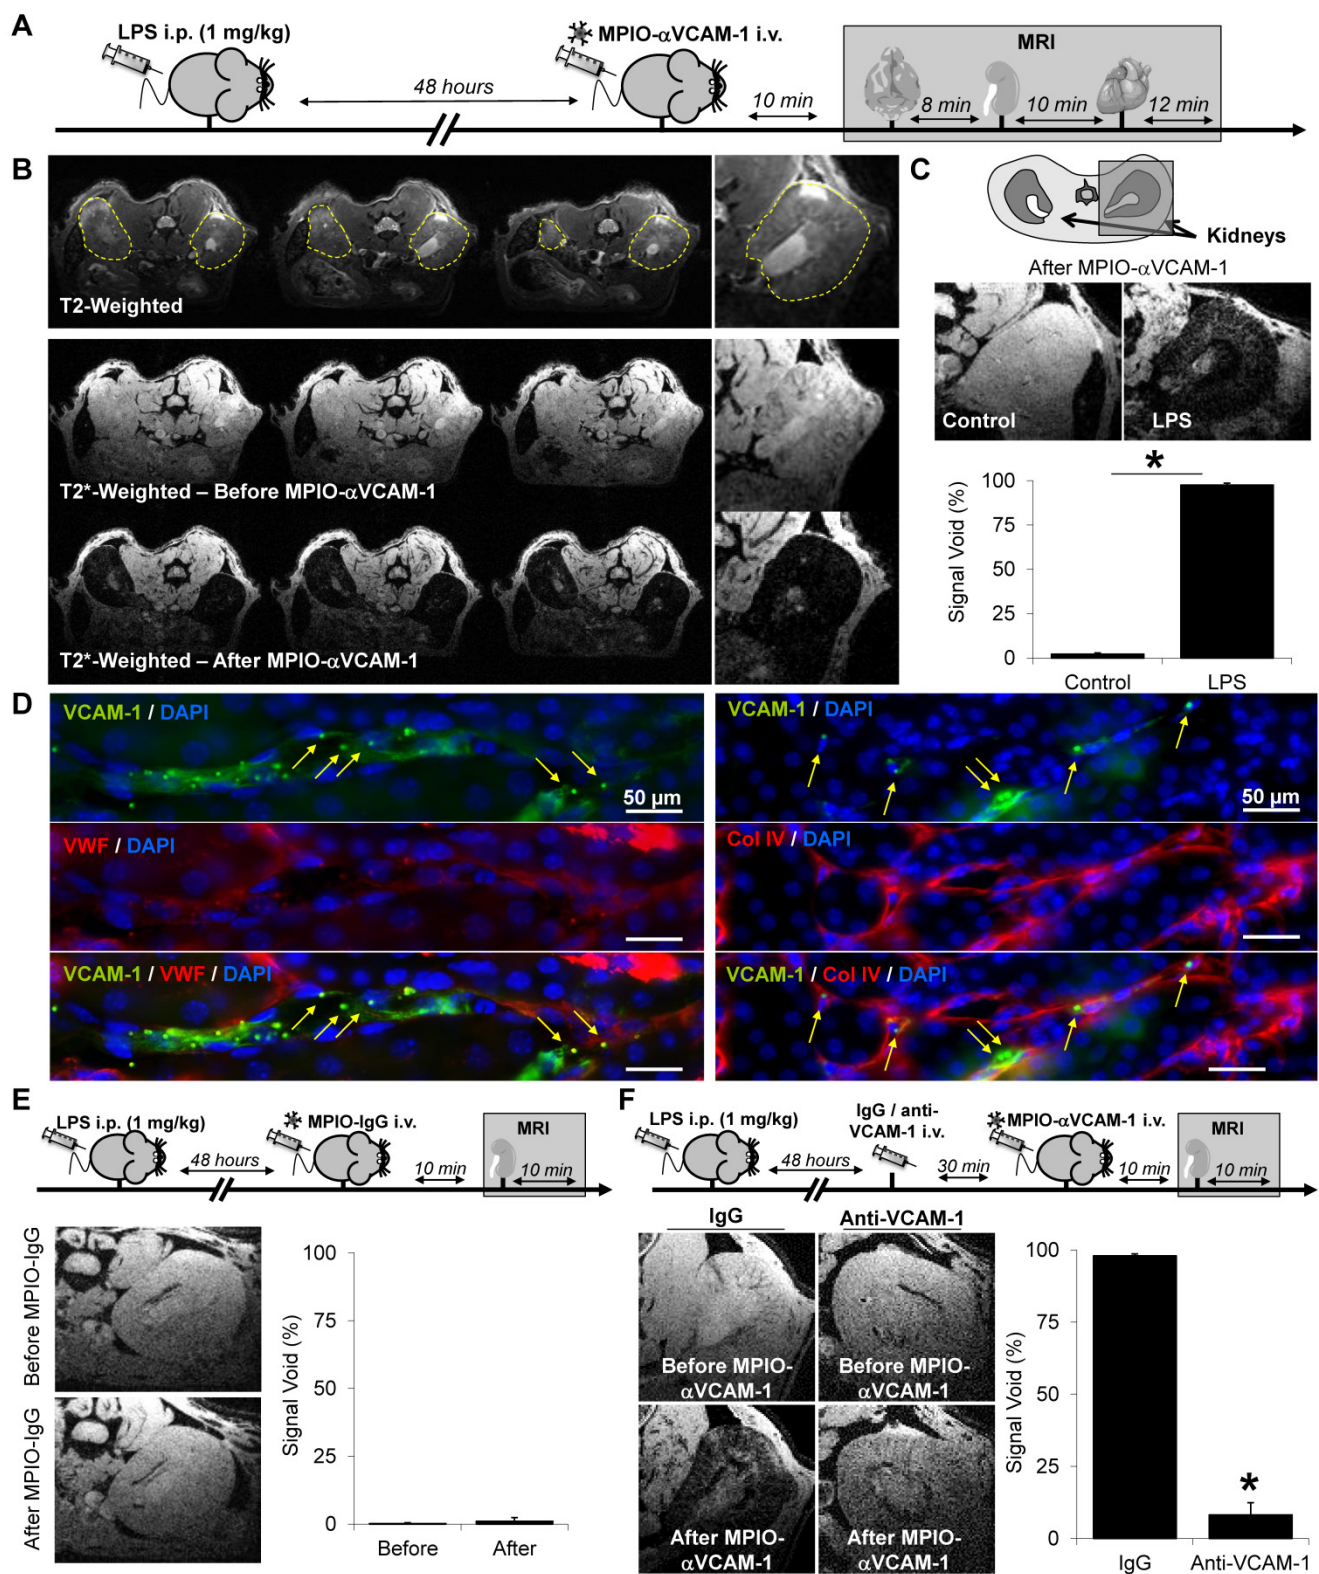 A
LPS i.p. (1 mg/kg)
MPIO-αVCAM-1 i.v.
MRI
48 hours
10 min
8 min
10 min
12 min
B
T2-Weighted
T2*-Weighted – Before MPIO-αVCAM-1
T2*-Weighted – After MPIO-αVCAM-1
C
Kidneys
After MPIO-αVCAM-1
Control
LPS
*
Signal Void (%)
100
75
50
25
0
Control
LPS
D
VCAM-1 / DAPI
50 µm
VWF / DAPI
VCAM-1 / VWF / DAPI
VCAM-1 / DAPI
50 µm
Col IV / DAPI
VCAM-1 / Col IV / DAPI
E
LPS i.p. (1 mg/kg)
MPIO-IgG i.v.
MRI
48 hours
10 min
10 min
Before MPIO-IgG
After MPIO-IgG
Signal Void (%)
100
75
50
25
0
Before
After
F
LPS i.p. (1 mg/kg)
IgG / anti-
VCAM-1 i.v.
MPIO-αVCAM-1 i.v.
MRI
48 hours
30 min
10 min
10 min
IgG
Anti-VCAM-1
Before MPIO-
αVCAM-1
Before MPIO-
αVCAM-1
After MPIO-
αVCAM-1
After MPIO-
αVCAM-1
Signal Void (%)
100
75
50
25
0
*
IgG
Anti-VCAM-1